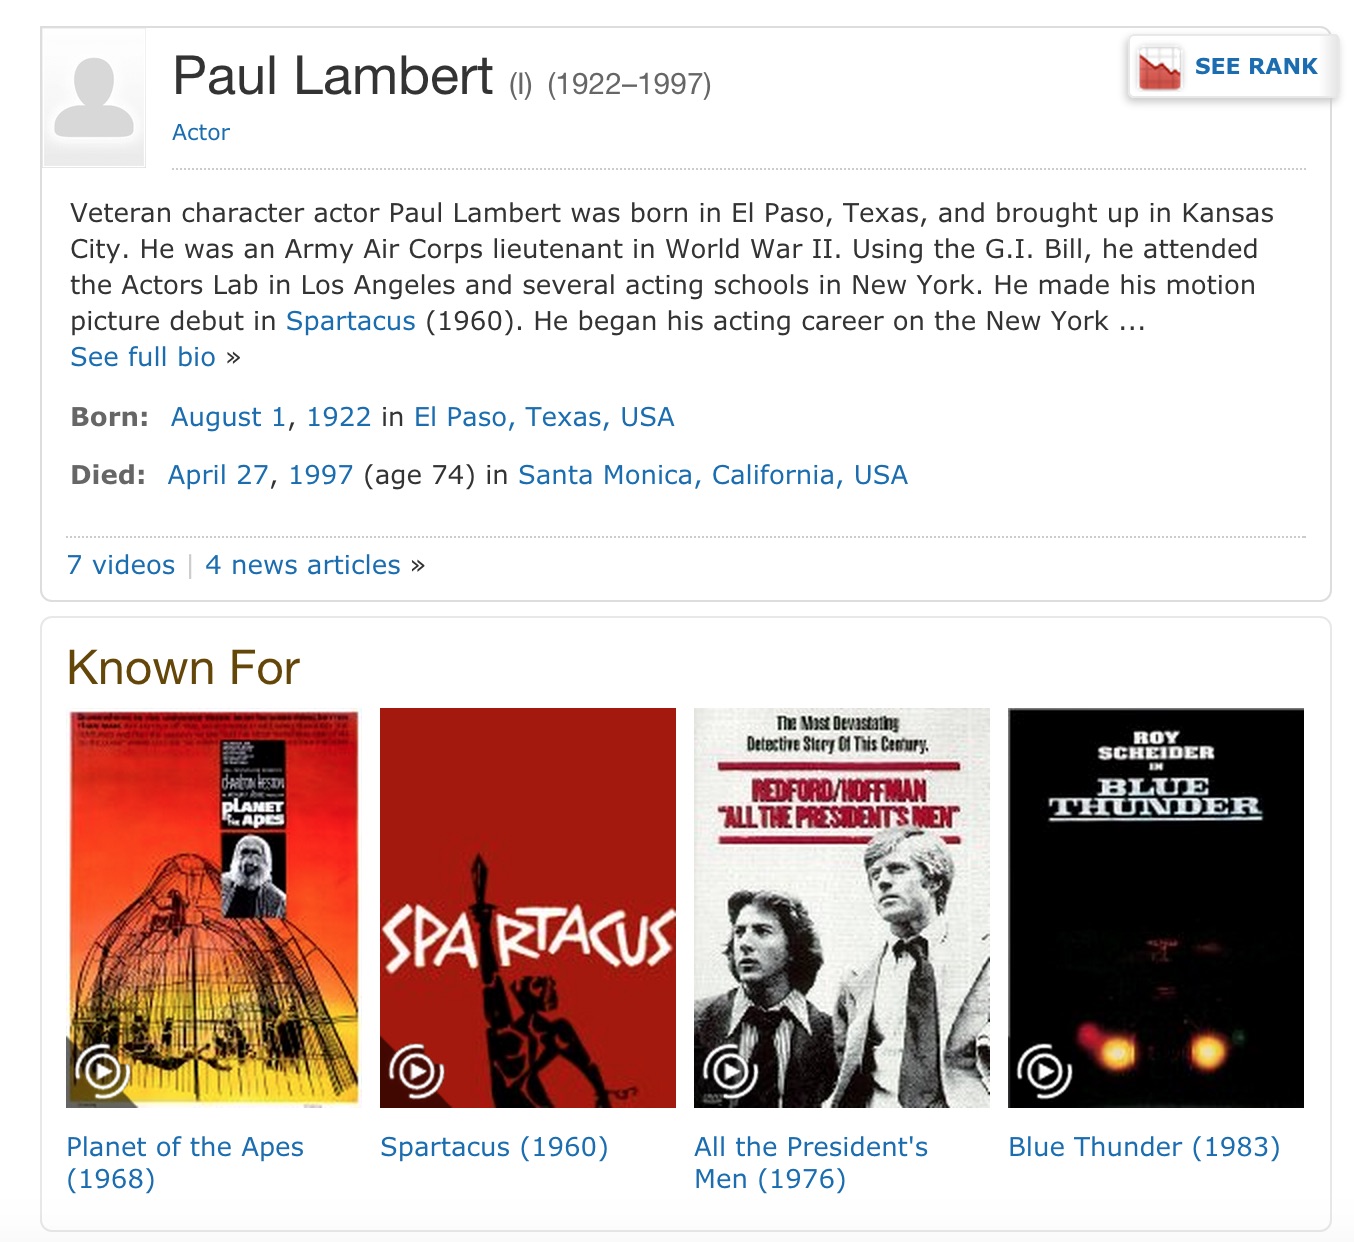 Paul Lambert (I) (1922–1997)
SEE RANK
Actor
Veteran character actor Paul Lambert was born in El Paso, Texas, and brought up in Kansas
City. He was an Army Air Corps lieutenant in World War II. Using the G.I. Bill, he attended
the Actors Lab in Los Angeles and several acting schools in New York. He made his motion
picture debut in Spartacus (1960). He began his acting career on the New York ...
See full bio »
Born: August 1, 1922 in El Paso, Texas, USA
Died: April 27, 1997 (age 74) in Santa Monica, California, USA
7 videos | 4 news articles »
Known For
CHARLTON HESTON
PLANET
OF THE APES
SPARTACUS
The Most Devastating
Detective Story Of This Century.
REDFORD/HOFFMAN
"ALL THE PRESIDENT'S MEN"
ROY
SCHEIDER
IN
BLUE
THUNDER
Planet of the Apes
(1968)
Spartacus (1960)
All the President's
Men (1976)
Blue Thunder (1983)